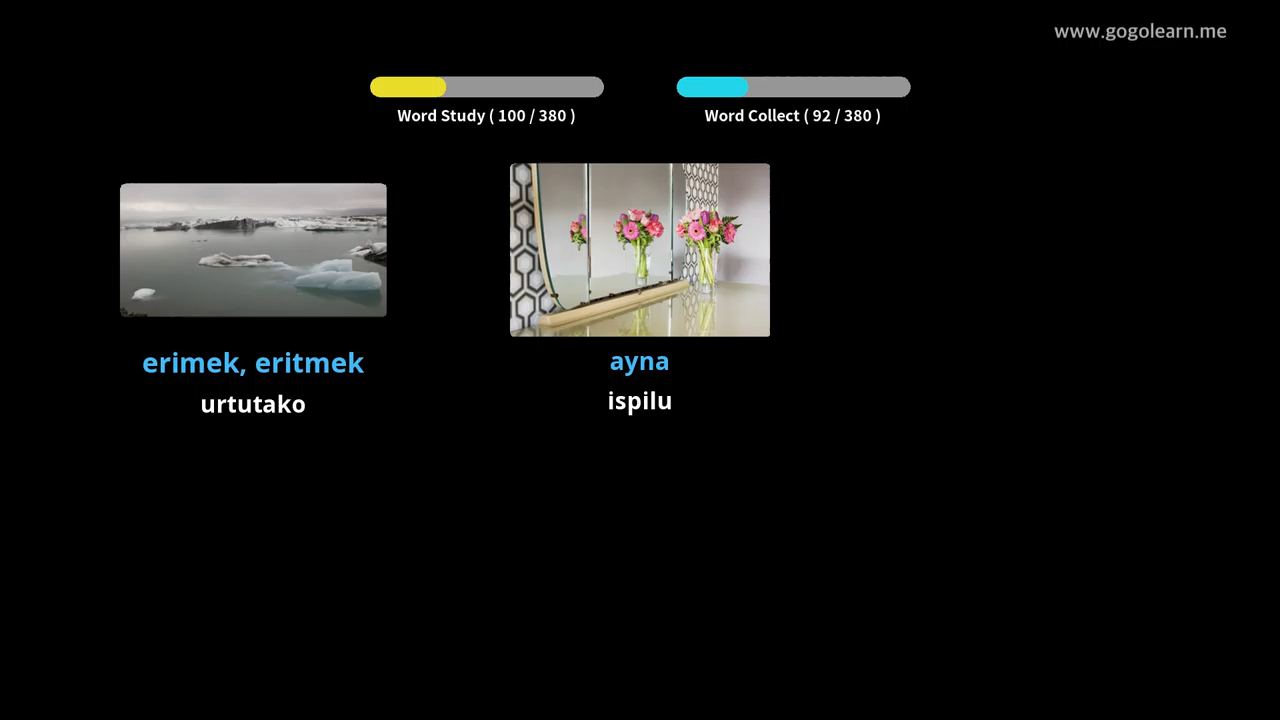 www.gogolearn.me
Word Study ( 100 / 380 )
Word Collect ( 92 / 380 )
erimek, eritmek
urtutako
ayna
ispilu